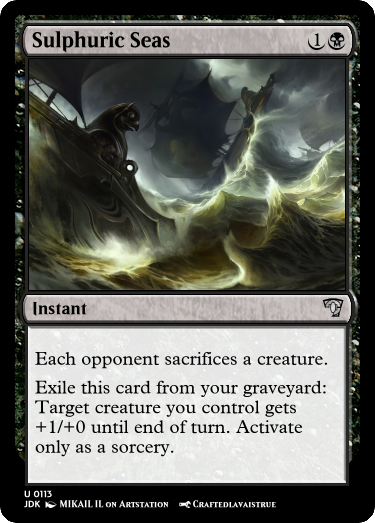 Sulphuric Seas 1
Instant
Each opponent sacrifices a creature.
Exile this card from your graveyard:
Target creature you control gets
+1/+0 until end of turn. Activate
only as a sorcery.
U 0113
JDK MIKAIL IL on Artstation Craftedlavaistrue